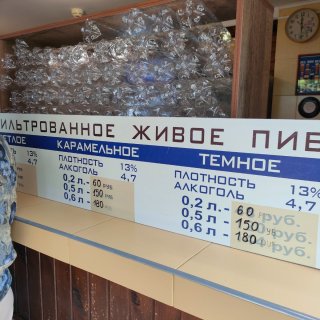 ИЛЬТРОВАННОЕ ЖИВОЕ ПИВ
ЕТЛОЕ КАРАМЕЛЬНОЕ ТЕМНОЕ
13%
4,7
ПЛОТНОСТЬ 13%
АЛКОГОЛЬ 4,7
0,2 л.- 60 руб
0,5 л.- 150
0,6 л.- 180
ПЛОТНОСТЬ 13%
АЛКОГОЛЬ 4,7
0,2 л.- 60 руб.
0,5 л.- 150 руб.
0,6 л.- 180 руб.